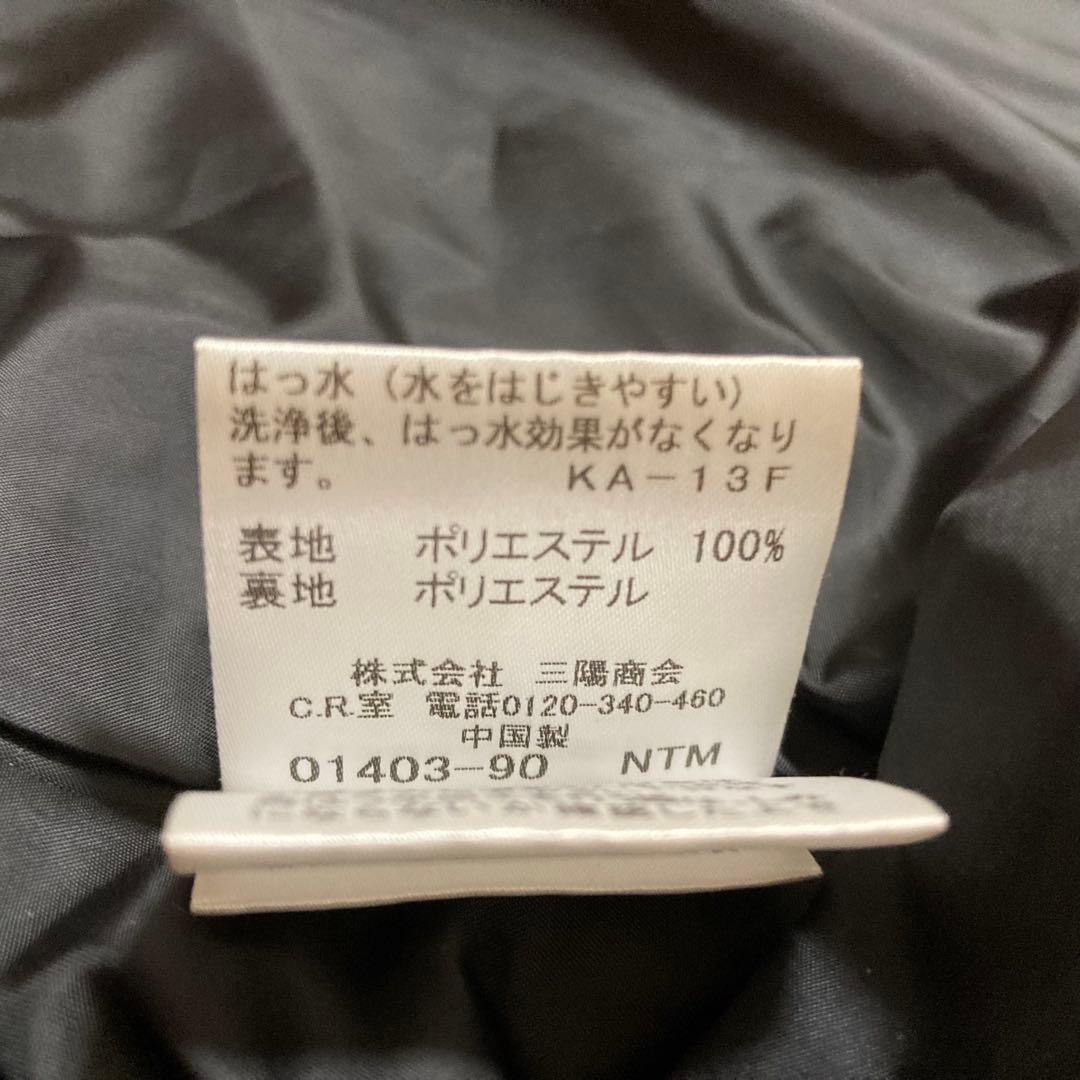 はっ水（水をはじきやすい）
洗浄後、はっ水効果がなくなり
ます。 KA－13F
表地 ポリエステル 100%
裏地 ポリエステル
株式会社 三陽商会
C.R.室 電話0120-340-460
中国製
01403-90 NTM